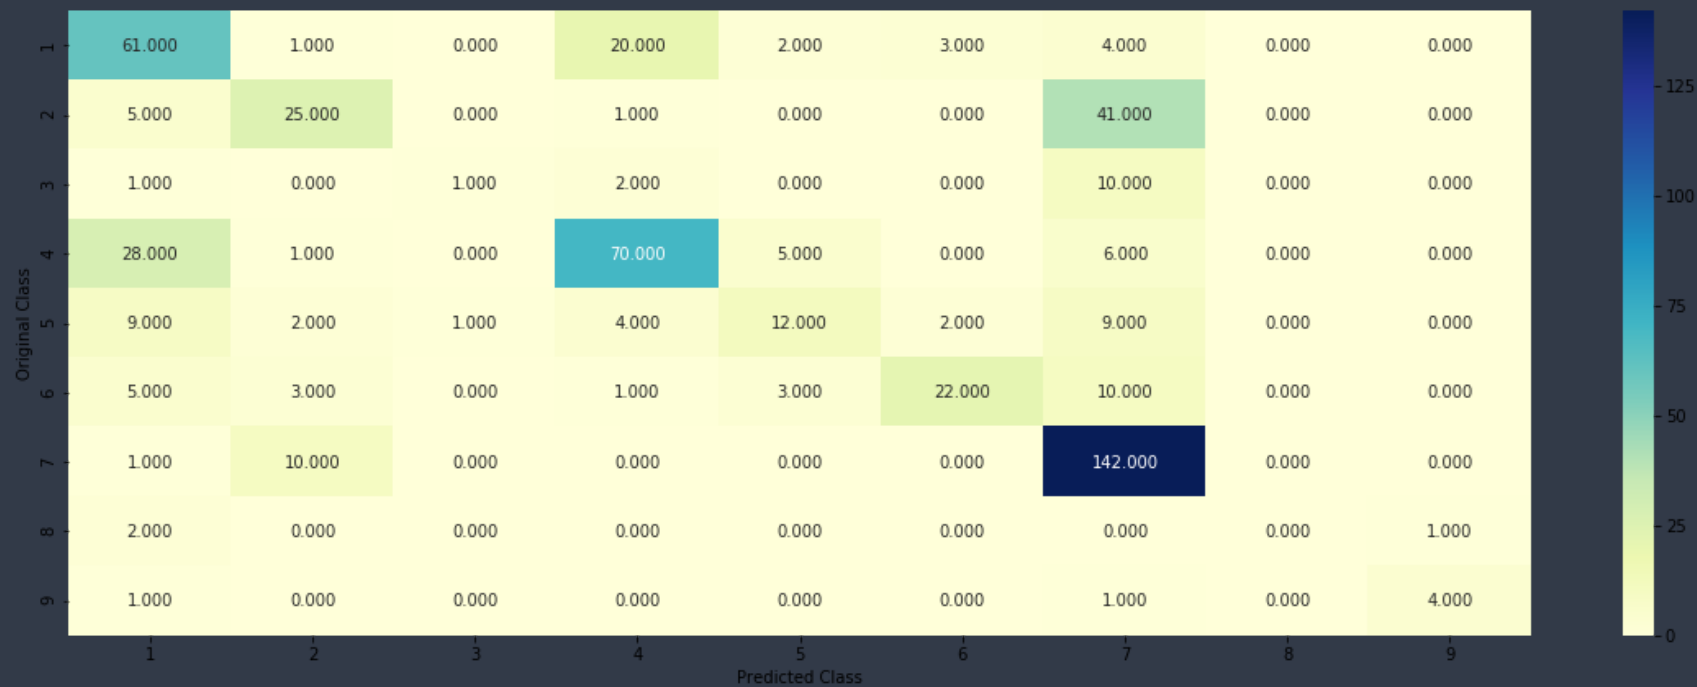 1 61.000 1.000 0.000 20.000 2.000 3.000 4.000 0.000 0.000
2 5.000 25.000 0.000 1.000 0.000 0.000 41.000 0.000 0.000
3 1.000 0.000 1.000 2.000 0.000 0.000 10.000 0.000 0.000
4 28.000 1.000 0.000 70.000 5.000 0.000 6.000 0.000 0.000
5 9.000 2.000 1.000 4.000 12.000 2.000 9.000 0.000 0.000
6 5.000 3.000 0.000 1.000 3.000 22.000 10.000 0.000 0.000
7 1.000 10.000 0.000 0.000 0.000 0.000 142.000 0.000 0.000
8 2.000 0.000 0.000 0.000 0.000 0.000 0.000 0.000 1.000
9 1.000 0.000 0.000 0.000 0.000 0.000 1.000 0.000 4.000
1 2 3 4 5 6 7 8 9
Predicted Class
Original Class
125
100
75
50
25
0